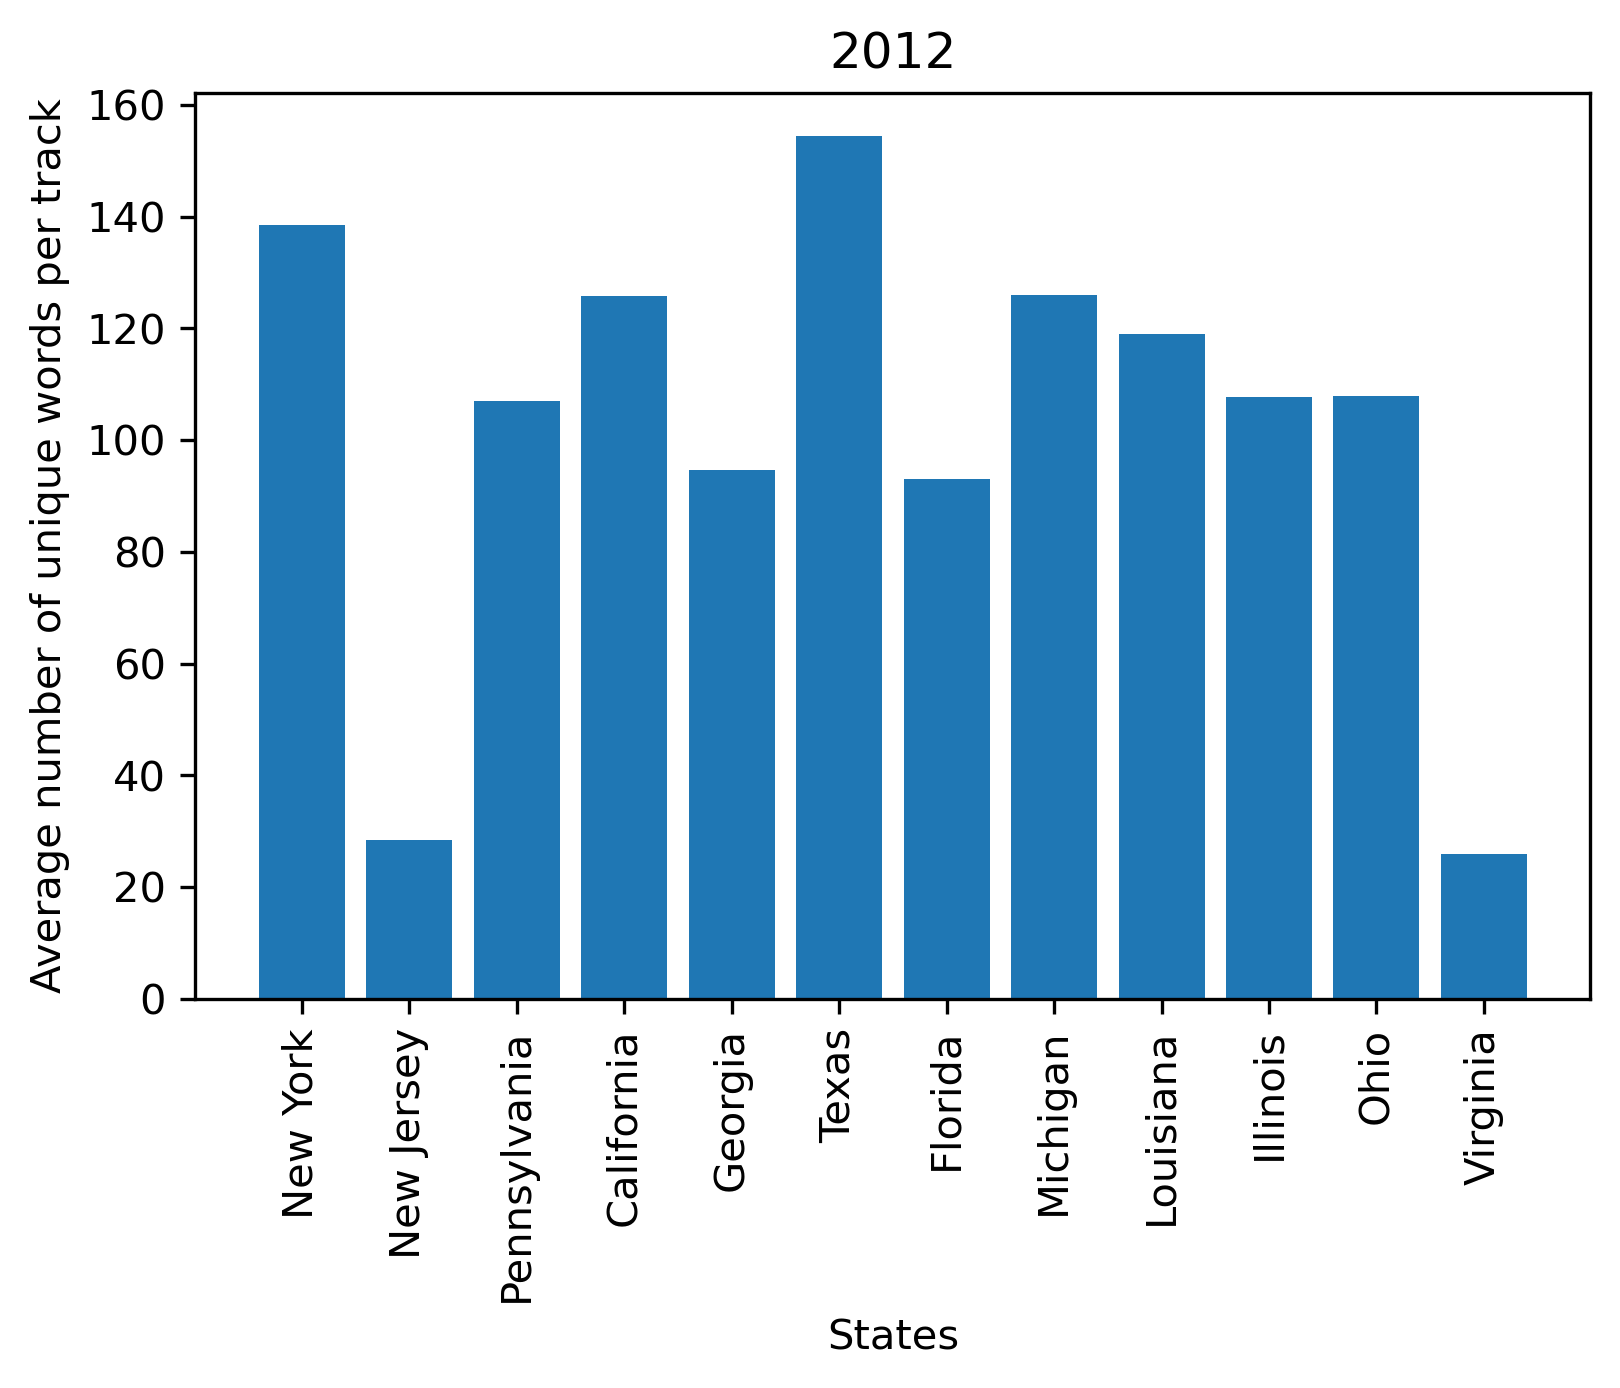 2012
Average number of unique words per track
160
140
120
100
80
60
40
20
0
New York
New Jersey
Pennsylvania
California
Georgia
Texas
Florida
Michigan
Louisiana
Illinois
Ohio
Virginia
States